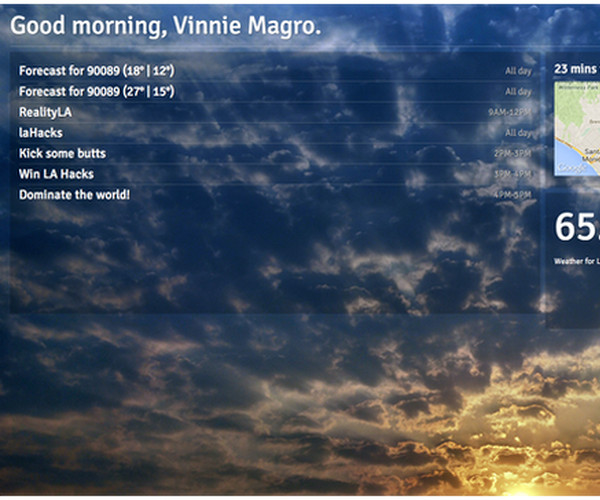 Good morning, Vinnie Magro.
Forecast for 90089 (18° | 12°) All day
Forecast for 90089 (27° | 15°) All day
RealityLA 9AM-12PM
laHacks All day
Kick some butts 2PM-3PM
Win LA Hacks 3PM-4PM
Dominate the world! 4PM-5PM
23 mins
Wilderness Park
Santa
Monica
Google
65.
Weather for L